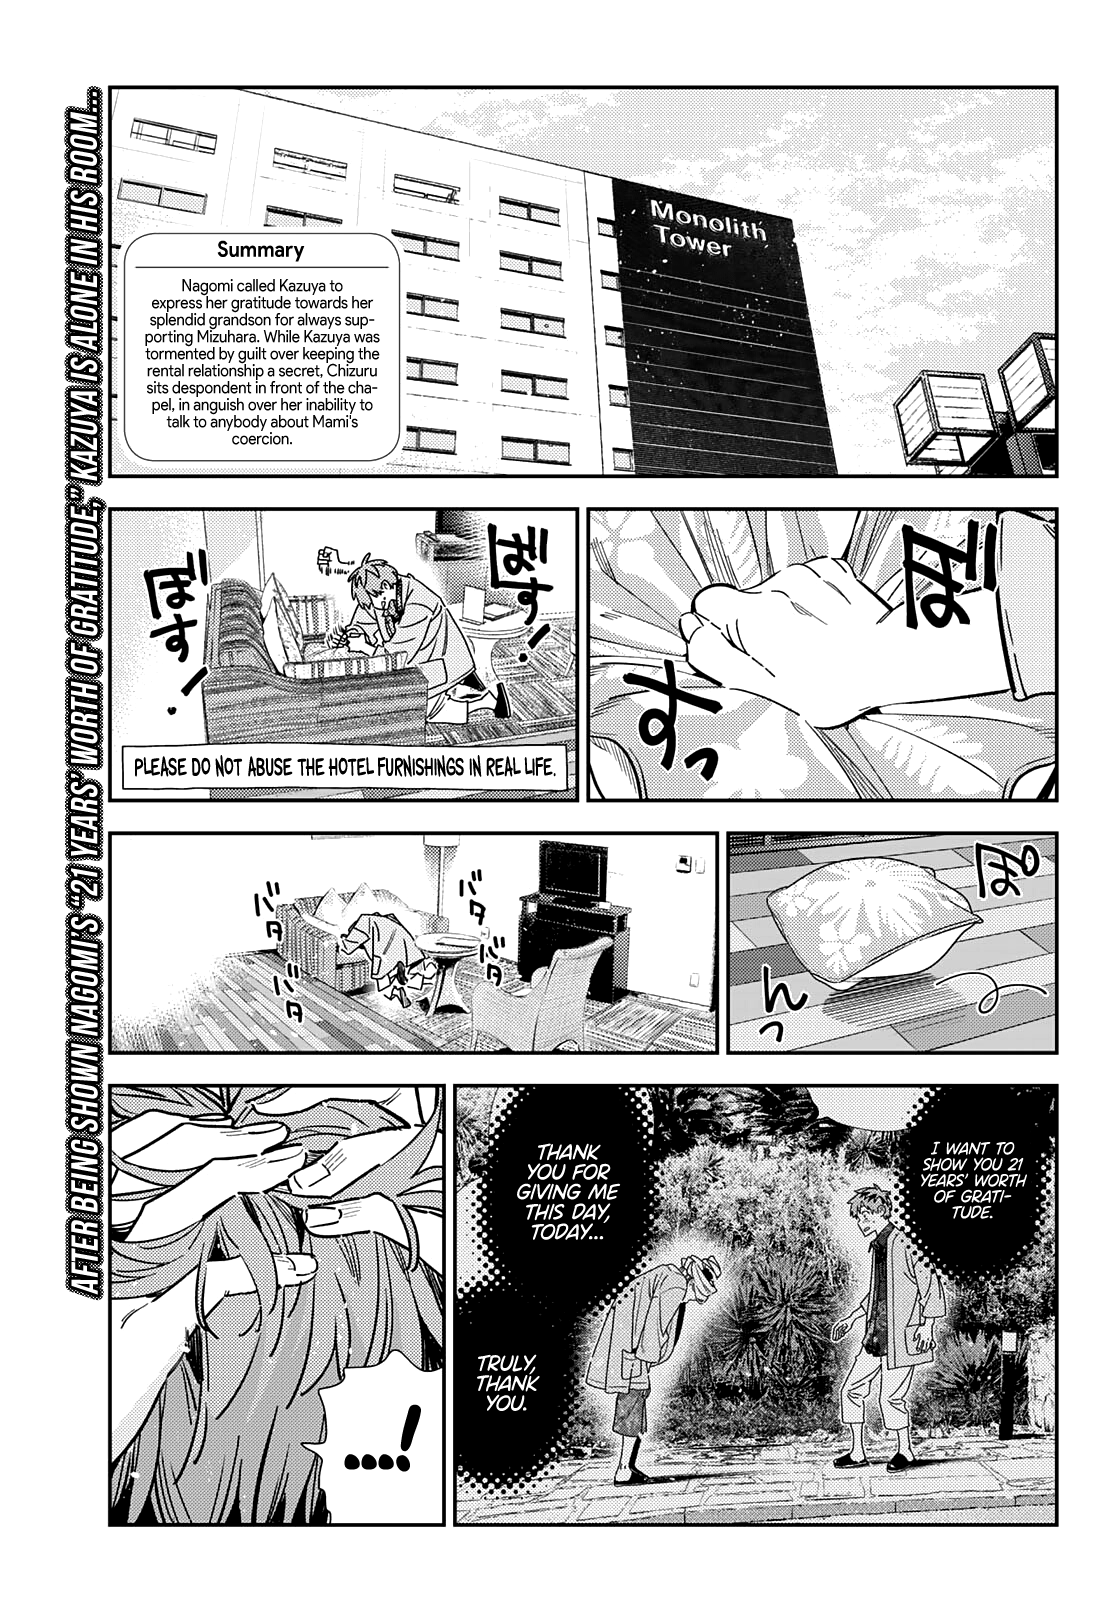 AFTER BEING SHOWN NAGOMI'S "21 YEARS' WORTH OF GRATITUDE," KAZUYA IS ALONE IN HIS ROOM...
Monolith
Tower
Summary
Nagomi called Kazuya to
express her gratitude towards her
splendid grandson for always sup-
porting Mizuhara. While Kazuya was
tormented by guilt over keeping the
rental relationship a secret, Chizuru
sits despondent in front of the cha-
pel, in anguish over her inability to
talk to anybody about Mami's
coercion.
ぼ
すっ
ぼすっ!
ぼすっ!
PLEASE DO NOT ABUSE THE HOTEL FURNISHINGS IN REAL LIFE.
ぽ
んっ
バタ
バタ
バタ
バタ
I WANT TO
SHOW YOU 21
YEARS' WORTH
OF GRATI-
TUDE.
THANK
YOU FOR
GIVING ME
THIS DAY,
TODAY...
TRULY,
THANK
YOU.
....!